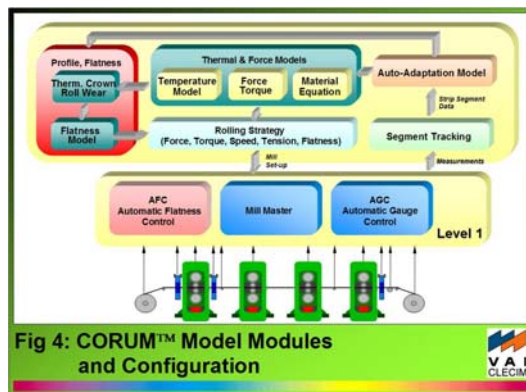 Profile, Flatness
Therm. Crown
Roll Wear
Flatness
Model
Thermal & Force Models
Temperature
Model
Force
Torque
Material
Equation
Auto-Adaptation Model
Strip Segment
Data
Rolling Strategy
(Force, Torque, Speed, Tension, Flatness)
Segment Tracking
Mill
Set-up
Measurements
AFC
Automatic Flatness
Control
Mill Master
AGC
Automatic Gauge
Control
Level 1
Fig 4: CORUM™ Model Modules
and Configuration
VAI
CLECIM